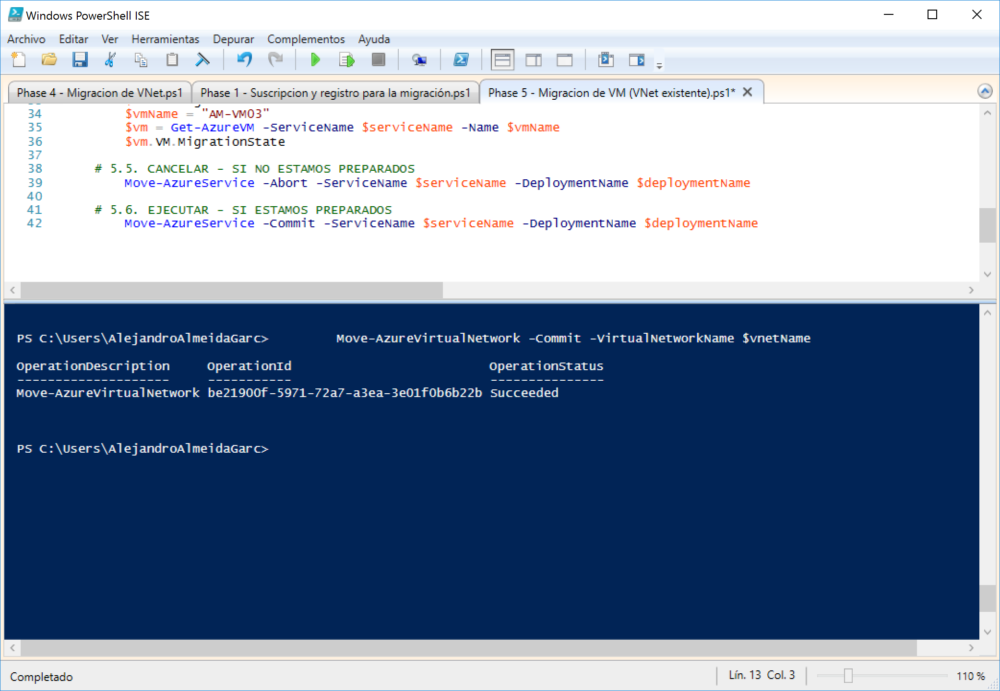 Windows PowerShell ISE
Archivo Editar Ver Herramientas Depurar Complementos Ayuda
Phase 4 - Migracion de VNet.ps1 Phase 1 - Suscripcion y registro para la migración.ps1 Phase 5 - Migracion de VM (VNet existente).ps1*
34 $vmName = "AM-VM03"
35 $vm = Get-AzureVM -ServiceName $serviceName -Name $vmName
36 $vm.VM.MigrationState
37
38 # 5.5. CANCELAR - SI NO ESTAMOS PREPARADOS
39 Move-AzureService -Abort -ServiceName $serviceName -DeploymentName $deploymentName
40
41 # 5.6. EJECUTAR - SI ESTAMOS PREPARADOS
42 Move-AzureService -Commit -ServiceName $serviceName -DeploymentName $deploymentName
PS C:\Users\AlejandroAlmeidaGarc> Move-AzureVirtualNetwork -Commit -VirtualNetworkName $vnetName
OperationDescription OperationId OperationStatus
-------------------- ----------- ---------------
Move-AzureVirtualNetwork be21900f-5971-72a7-a3ea-3e01f0b6b22b Succeeded
PS C:\Users\AlejandroAlmeidaGarc>
Completado Lín. 13 Col. 3 110 %